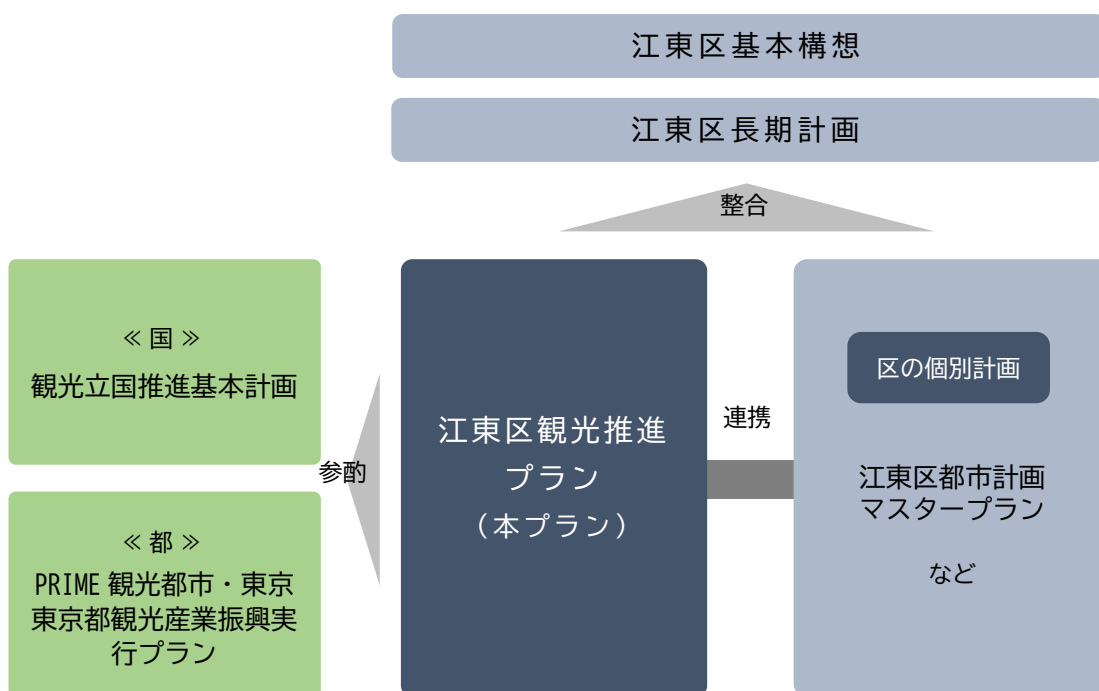 江東区基本構想
江東区長期計画
整合
≪国≫
観光立国推進基本計画
参酌
≪都≫
PRIME 観光都市・東京
東京都観光産業振興実
行プラン
江東区観光推進
プラン
（本プラン）
連携
区の個別計画
江東区都市計画
マスタープラン
など